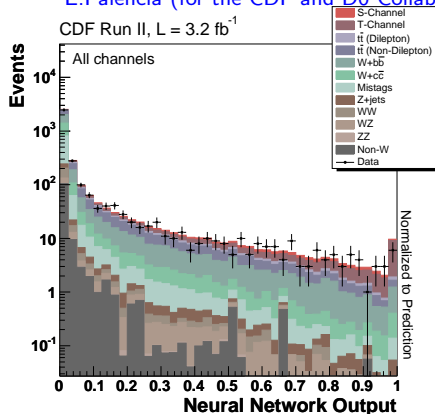 E.Palencia (for the CDF and D0 Collab
CDF Run II, L = 3.2 fb⁻¹
All channels
S-Channel
T-Channel
tt̅ (Dilepton)
tt̅ (Non-Dilepton)
W+bb̅
W+cc̅
Mistags
Z+jets
WW
WZ
ZZ
Non-W
Data
Events
10⁴
10³
10²
10
1
10⁻¹
0 0.1 0.2 0.3 0.4 0.5 0.6 0.7 0.8 0.9 1
Neural Network Output
Normalized to Prediction